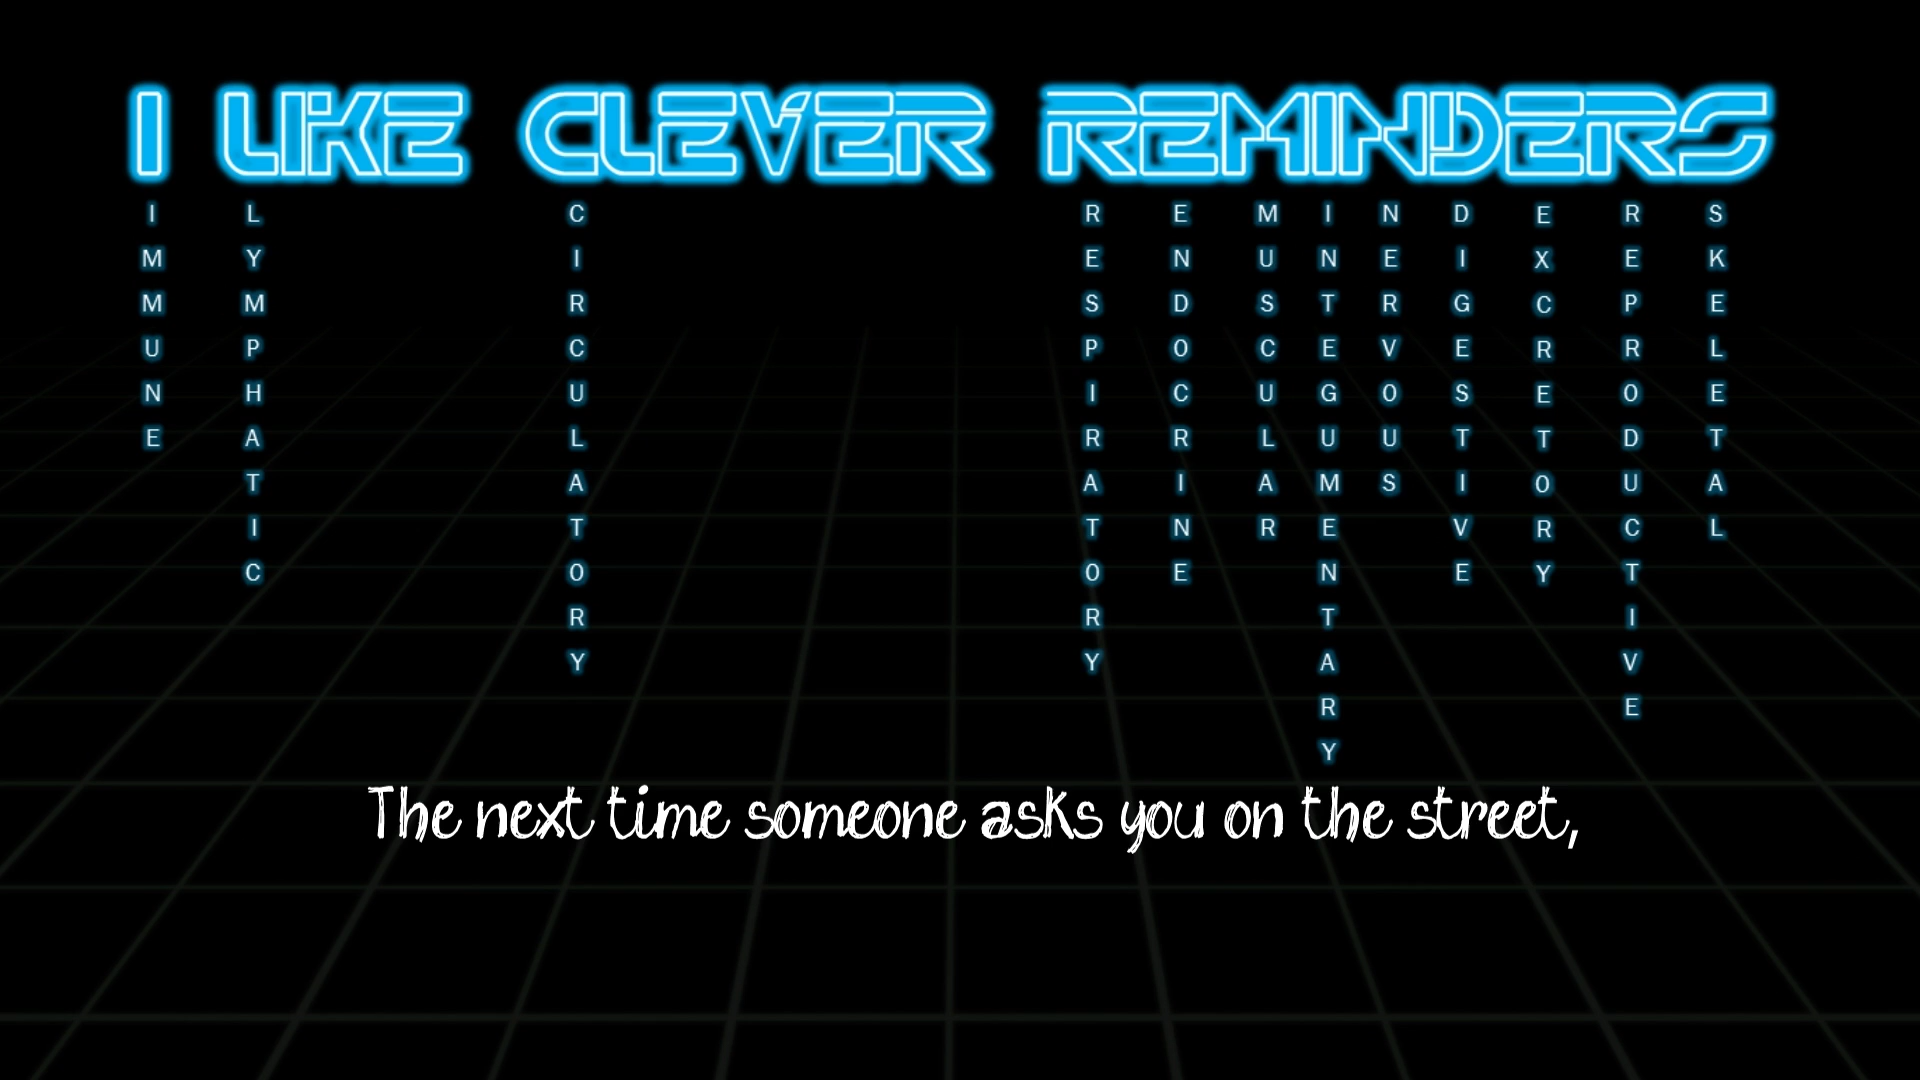 I LIKE CLEVER REMINDERS
IMMUNE
LYMPHATIC
CIRCULATORY
RESPIRATORY
ENDOCRINE
MUSCULAR
INTEGUMENTARY
NERVOUS
DIGESTIVE
EXCRETORY
REPRODUCTIVE
SKELETAL
The next time someone asks you on the street,